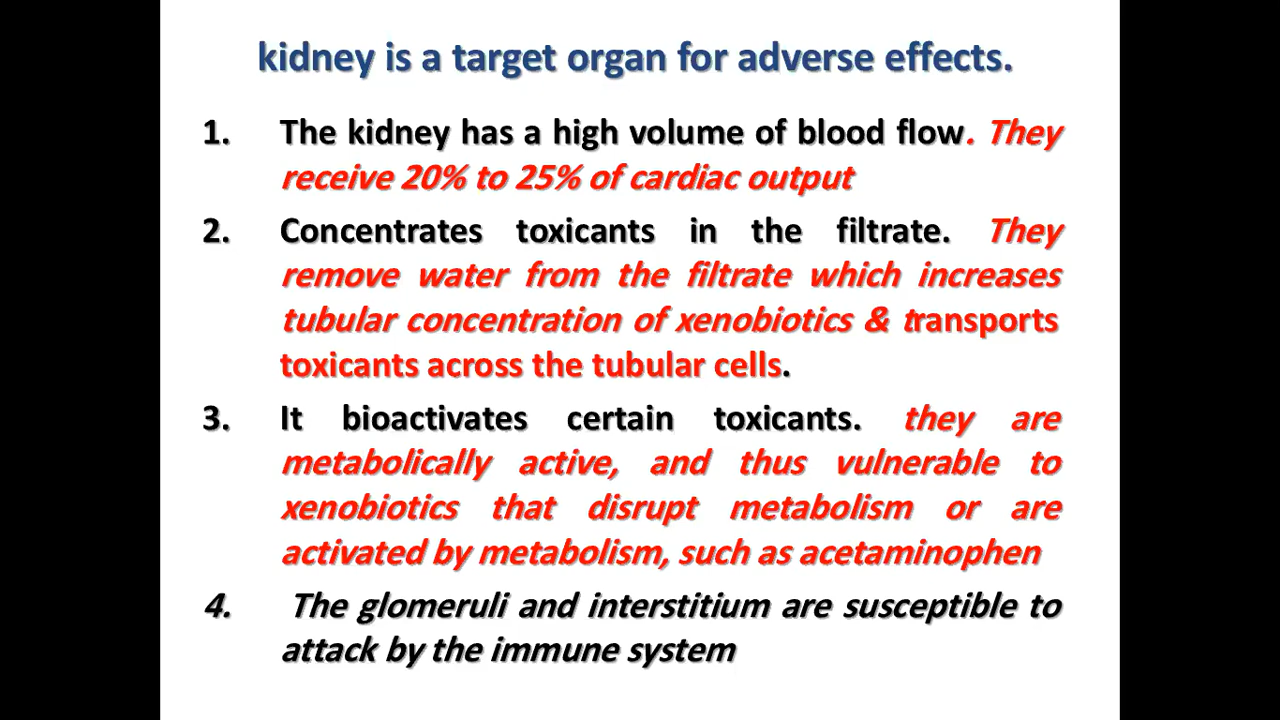 kidney is a target organ for adverse effects.
1. The kidney has a high volume of blood flow. They
receive 20% to 25% of cardiac output
2. Concentrates toxicants in the filtrate. They
remove water from the filtrate which increases
tubular concentration of xenobiotics & transports
toxicants across the tubular cells.
3. It bioactivates certain toxicants. they are
metabolically active, and thus vulnerable to
xenobiotics that disrupt metabolism or are
activated by metabolism, such as acetaminophen
4. The glomeruli and interstitium are susceptible to
attack by the immune system